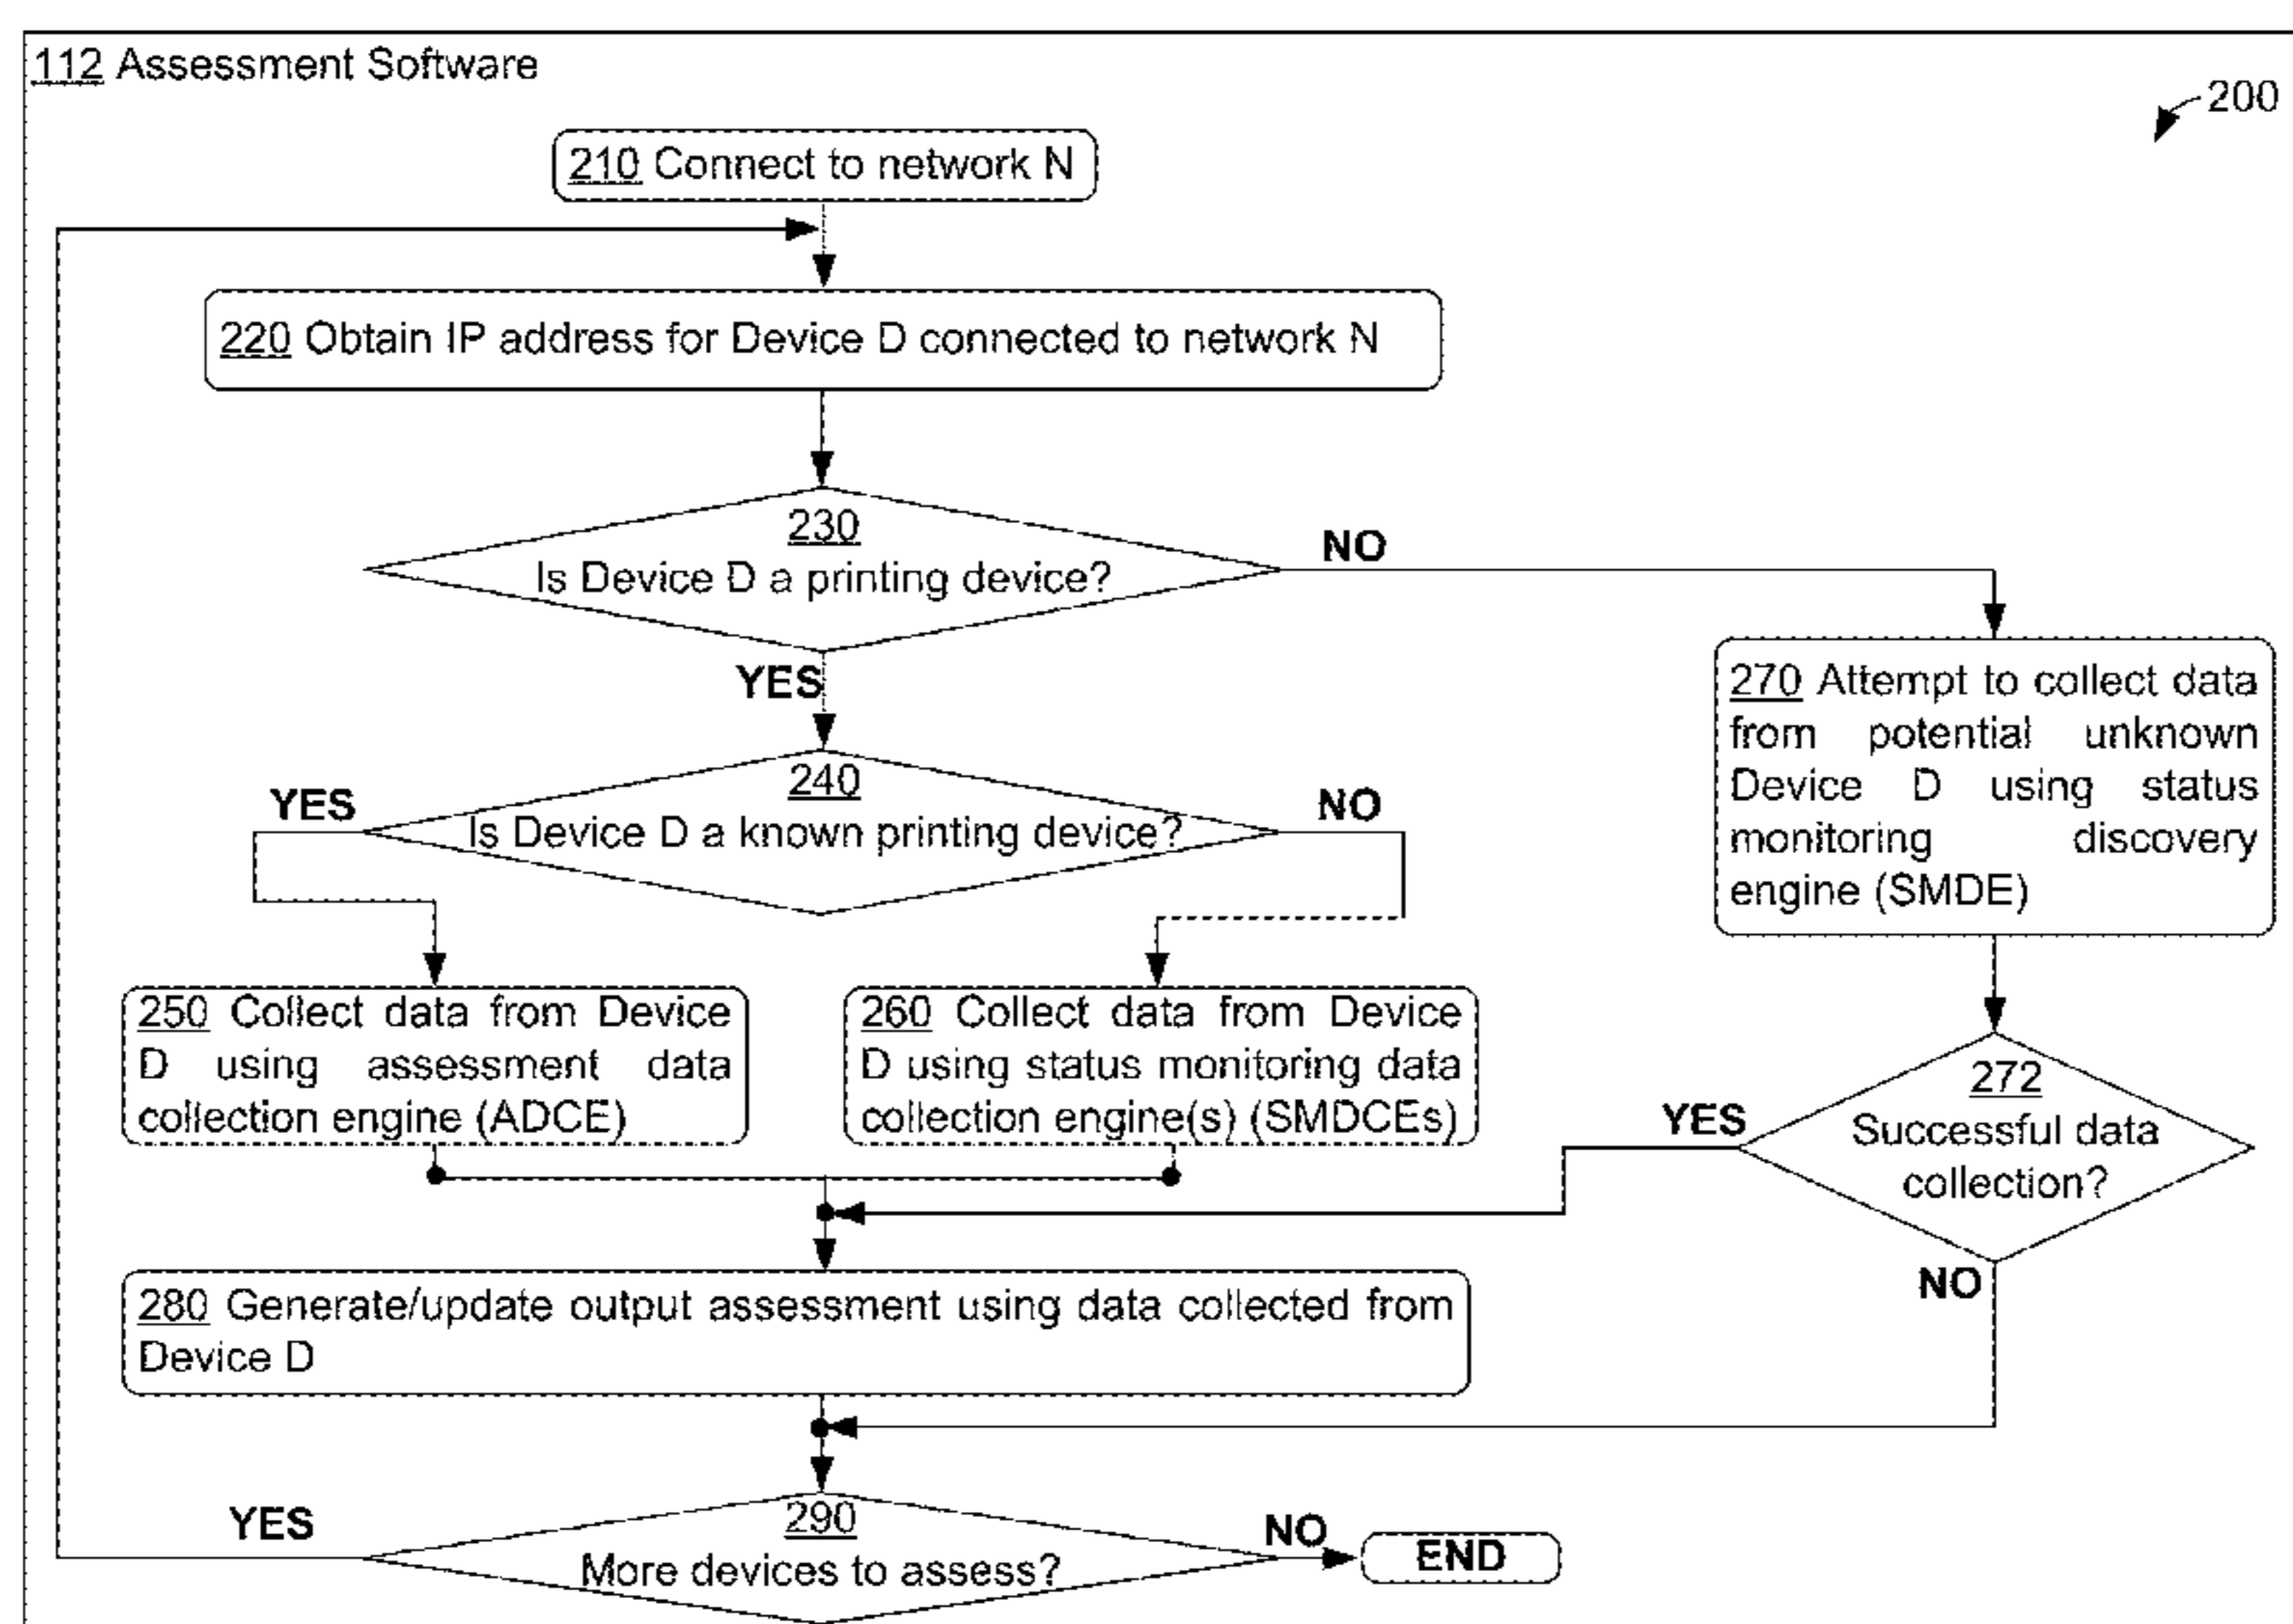 112 Assessment Software
200
210 Connect to network N
220 Obtain IP address for Device D connected to network N
230
Is Device D a printing device?
NO
YES
270 Attempt to collect data
from potential unknown
Device D using status
monitoring discovery
engine (SMDE)
240
Is Device D a known printing device?
YES
NO
250 Collect data from Device
D using assessment data
collection engine (ADCE)
260 Collect data from Device
D using status monitoring data
collection engine(s) (SMDCEs)
272
Successful data
collection?
YES
NO
280 Generate/update output assessment using data collected from
Device D
290
More devices to assess?
YES
NO
END